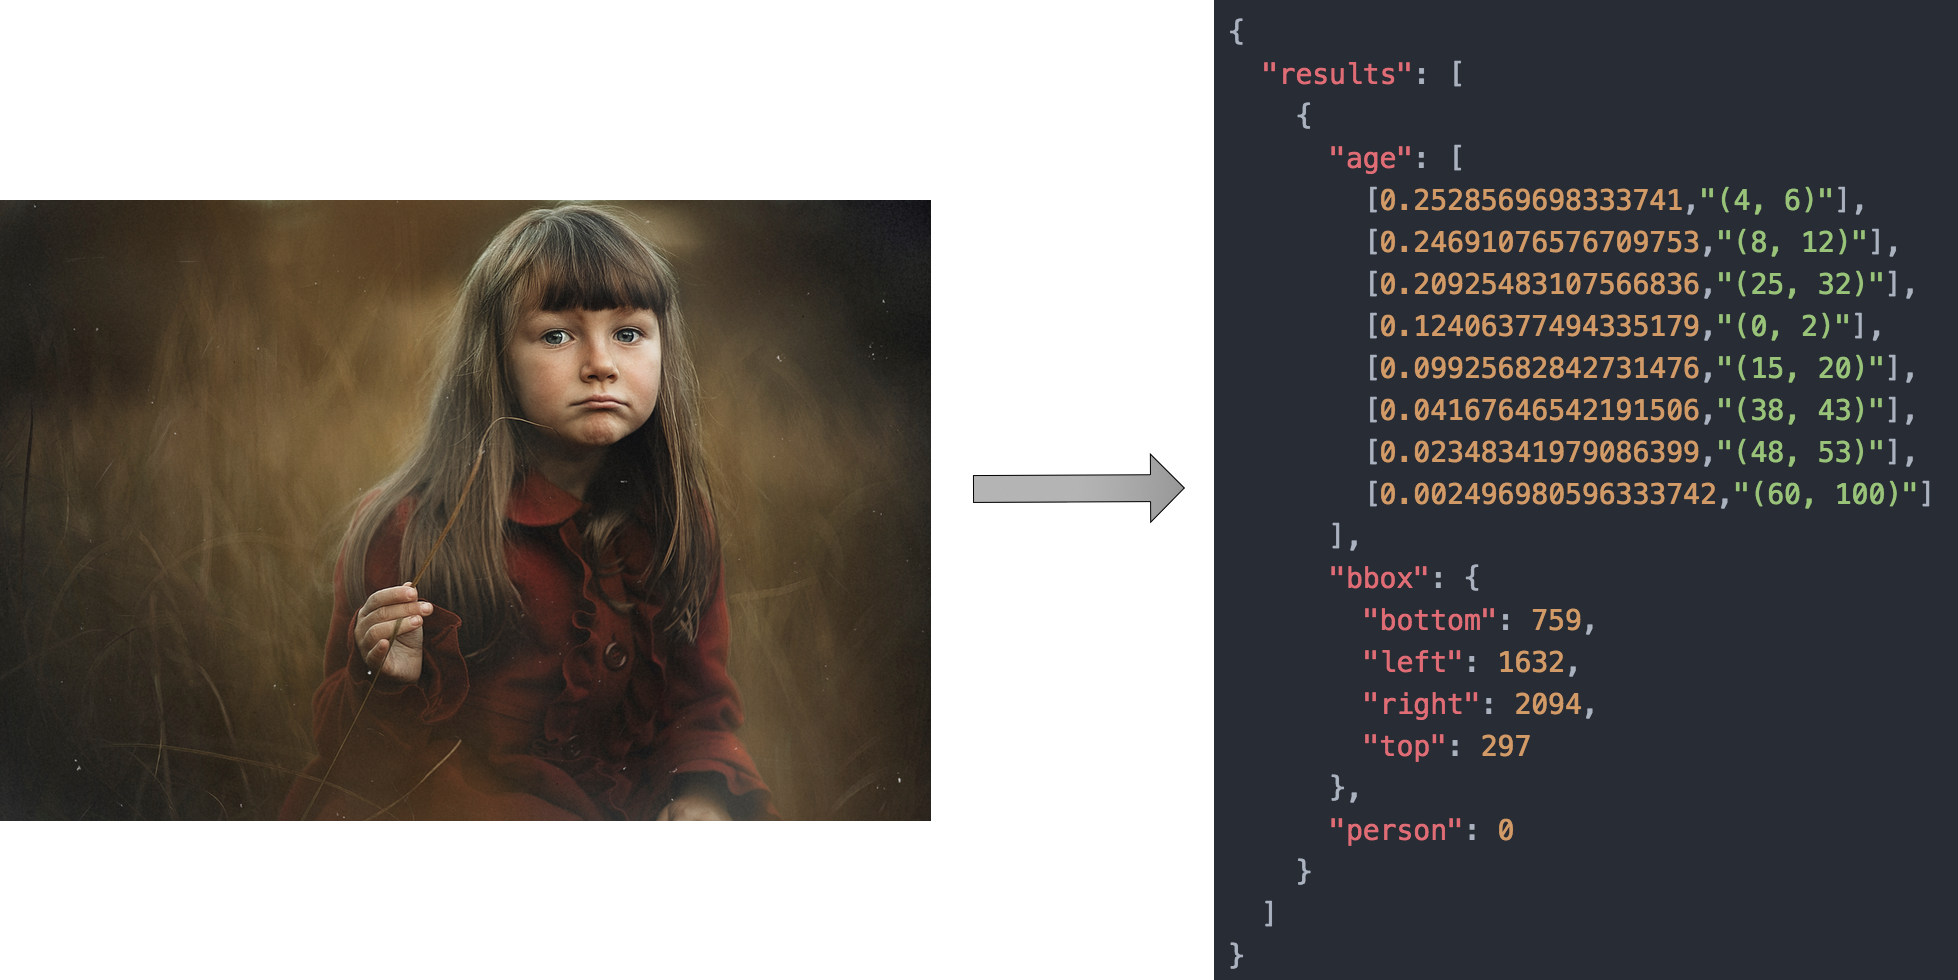 {
"results": [
{
"age": [
[0.2528569698333741,"(4, 6)"],
[0.24691076576709753,"(8, 12)"],
[0.20925483107566836,"(25, 32)"],
[0.12406377494335179,"(0, 2)"],
[0.09925682842731476,"(15, 20)"],
[0.04167646542191506,"(38, 43)"],
[0.02348341979086399,"(48, 53)"],
[0.002496980596333742,"(60, 100)"]
],
"bbox": {
"bottom": 759,
"left": 1632,
"right": 2094,
"top": 297
},
"person": 0
}
]
}